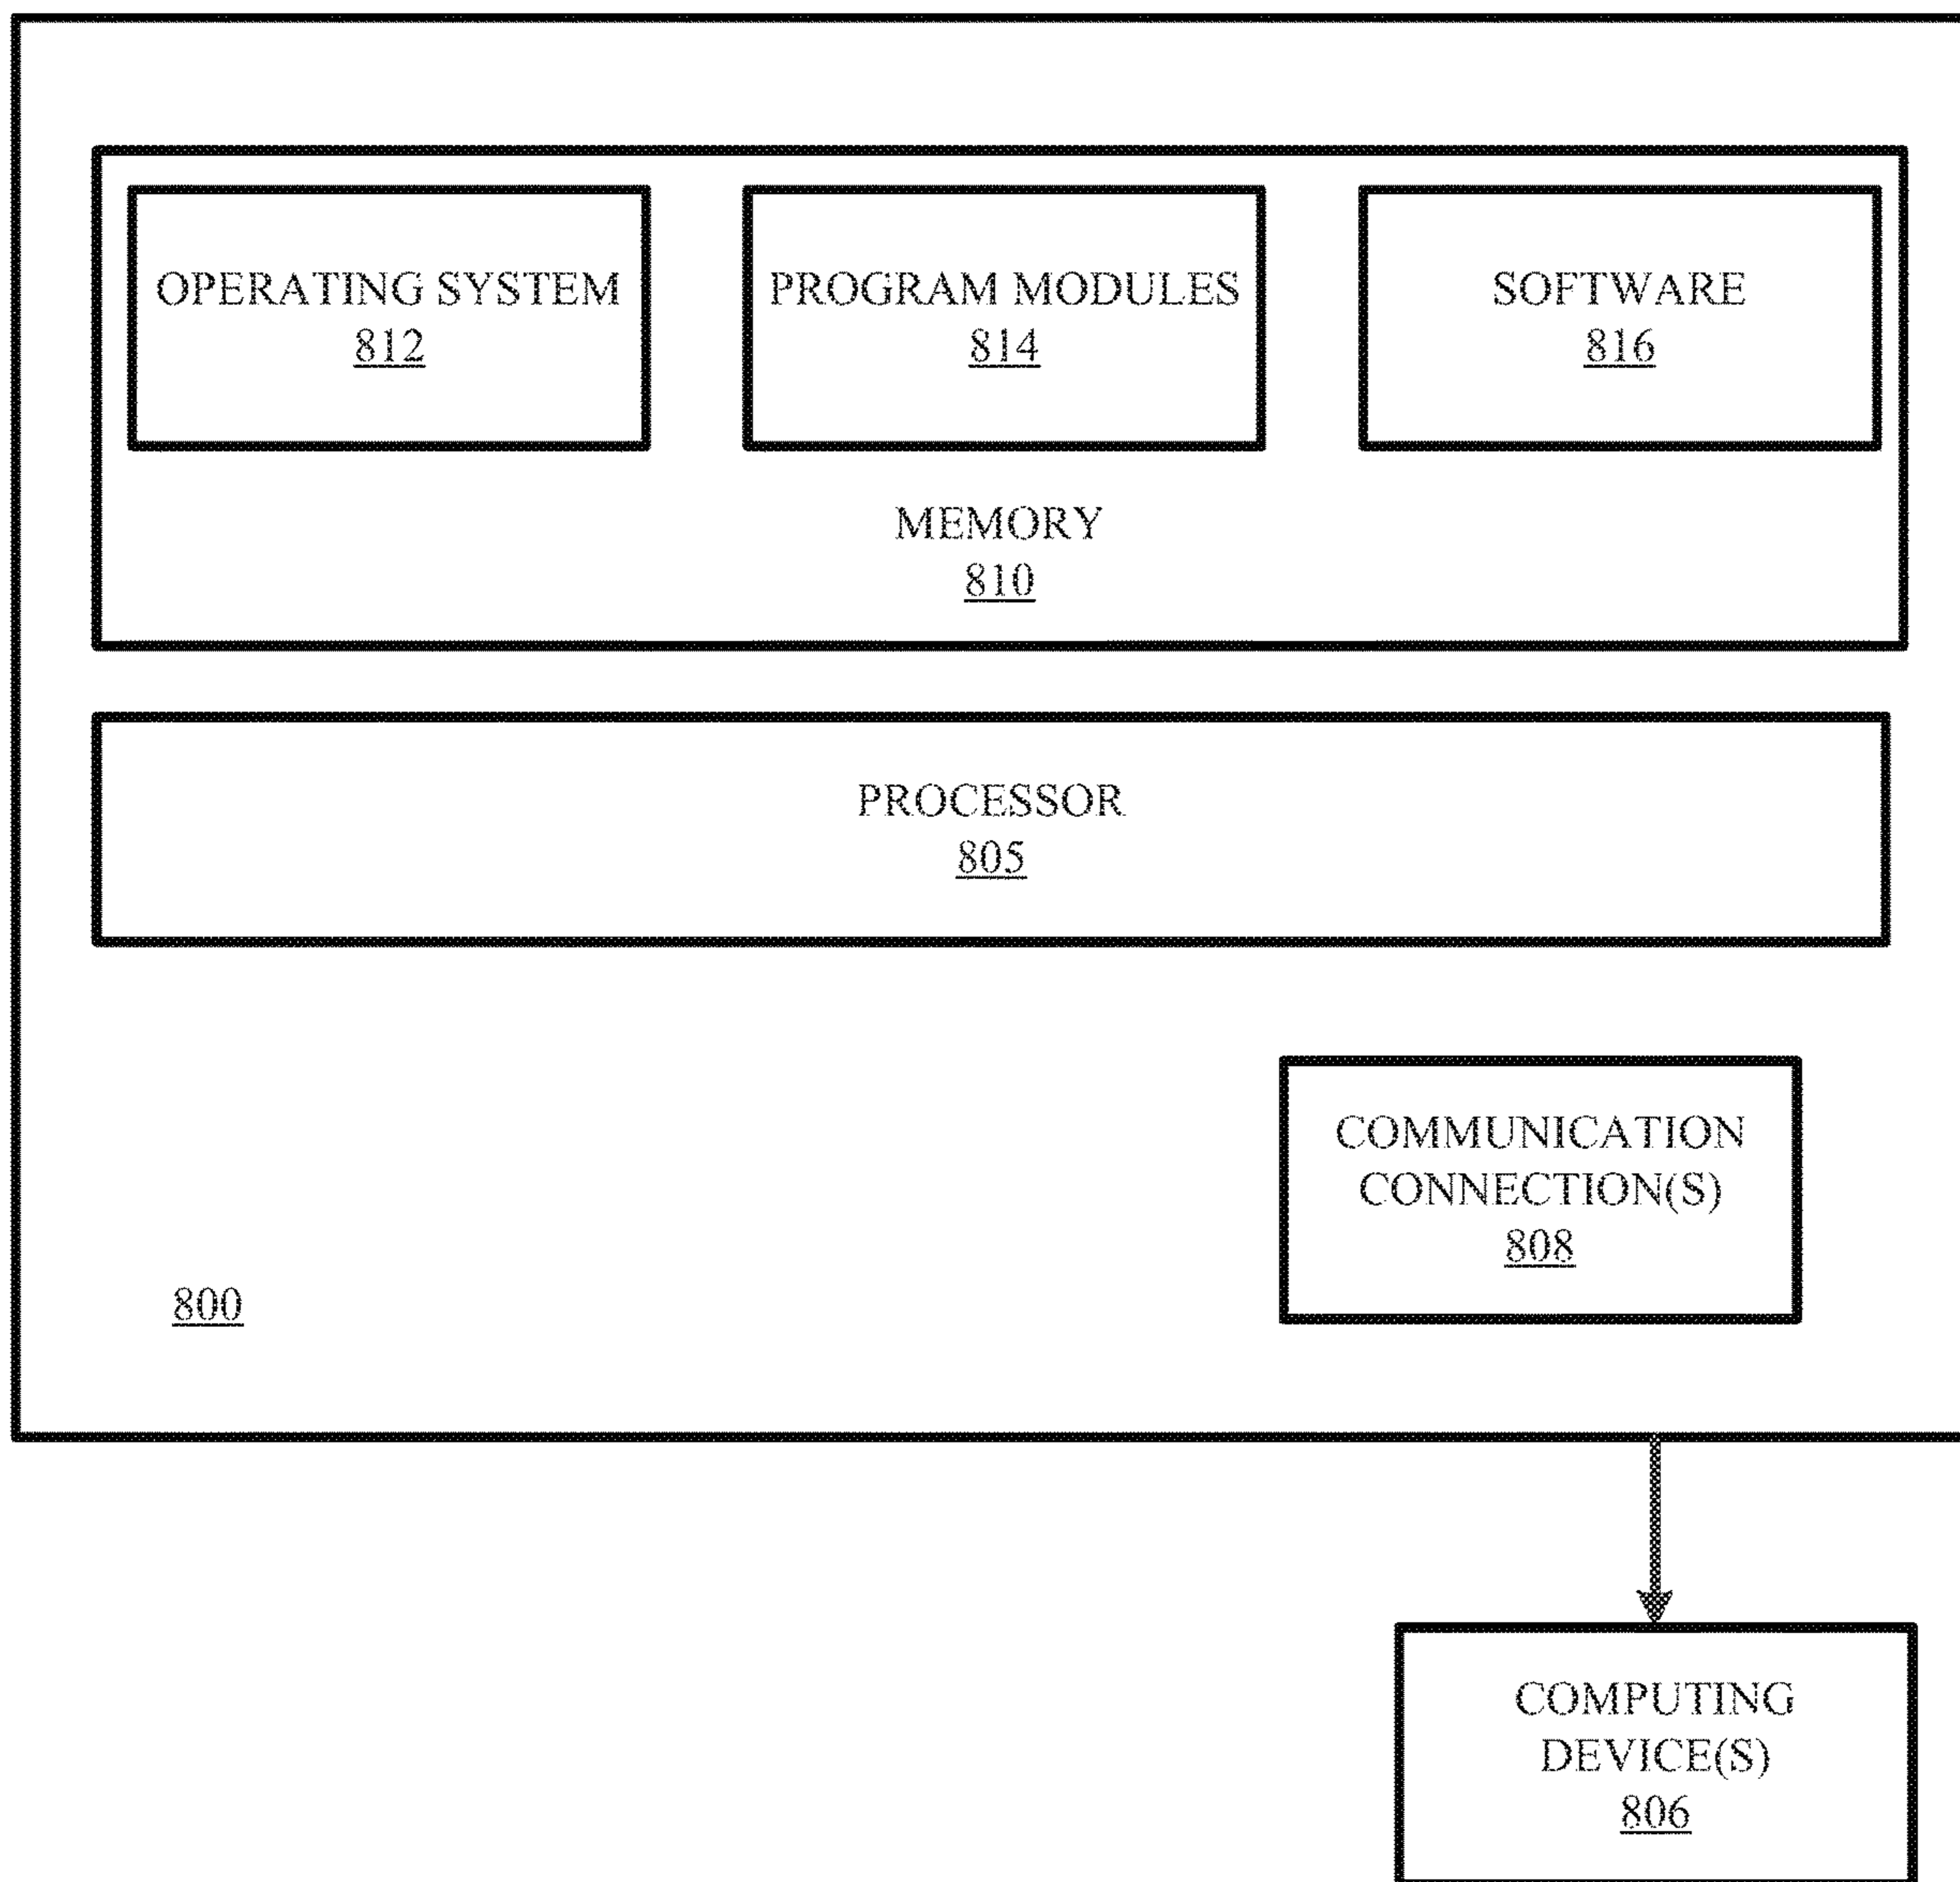 OPERATING SYSTEM
812
PROGRAM MODULES
814
SOFTWARE
816
MEMORY
810
PROCESSOR
805
COMMUNICATION
CONNECTION(S)
808
800
COMPUTING
DEVICE(S)
806